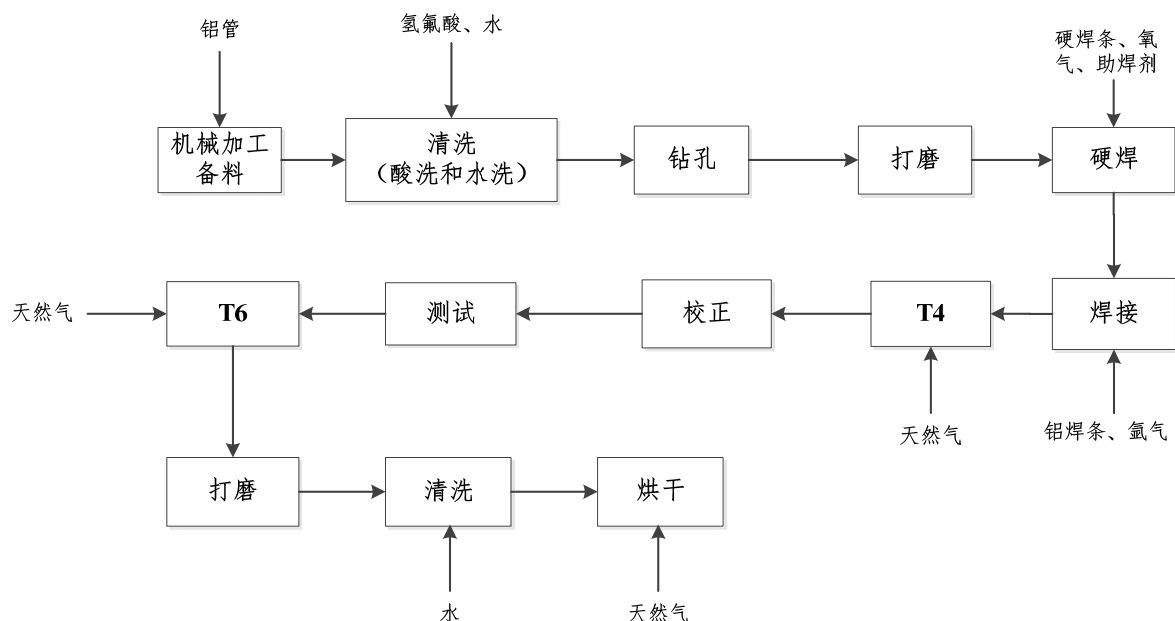 铝管
氢氟酸、水
硬焊条、氧
气、助焊剂
机械加工
备料
清洗
（酸洗和水洗）
钻孔
打磨
硬焊
天然气
T6
测试
校正
T4
焊接
天然气
铝焊条、氩气
打磨
清洗
烘干
水
天然气